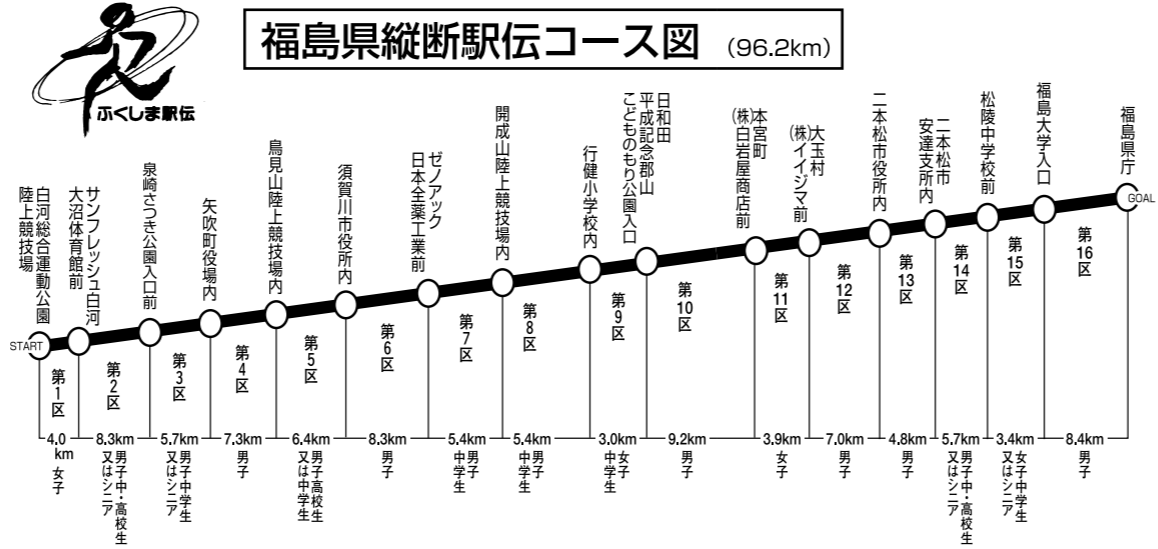 福島県縦断駅伝コース図 (96.2km)
ふくしま駅伝
START
白河総合運動公園
陸上競技場
サンフレッシュ白河
大沼体育館前
泉崎さつき公園入口前
矢吹町役場内
鳥見山陸上競技場内
須賀川市役所内
ゼノアック
日本全薬工業前
開成山陸上競技場内
行健小学校内
日和田
平成記念郡山
こどものもり公園入口
本宮町
(株)白岩屋商店前
大玉村
(株)イイジマ前
二本松市役所内
二本松市
安達支所内
松陵中学校前
福島大学入口
福島県庁
GOAL
第1区
第2区
第3区
第4区
第5区
第6区
第7区
第8区
第9区
第10区
第11区
第12区
第13区
第14区
第15区
第16区
4.0km
女子
8.3km
男子中・高校生
又はシニア
5.7km
男子中学生
又はシニア
7.3km
男子
6.4km
男子高校生
又は中学生
8.3km
男子
5.4km
男子
中学生
5.4km
男子
中学生
3.0km
女子
中学生
9.2km
男子
3.9km
女子
7.0km
男子
4.8km
男子
5.7km
男子中・高校生
又はシニア
3.4km
女子中学生
又はシニア
8.4km
男子